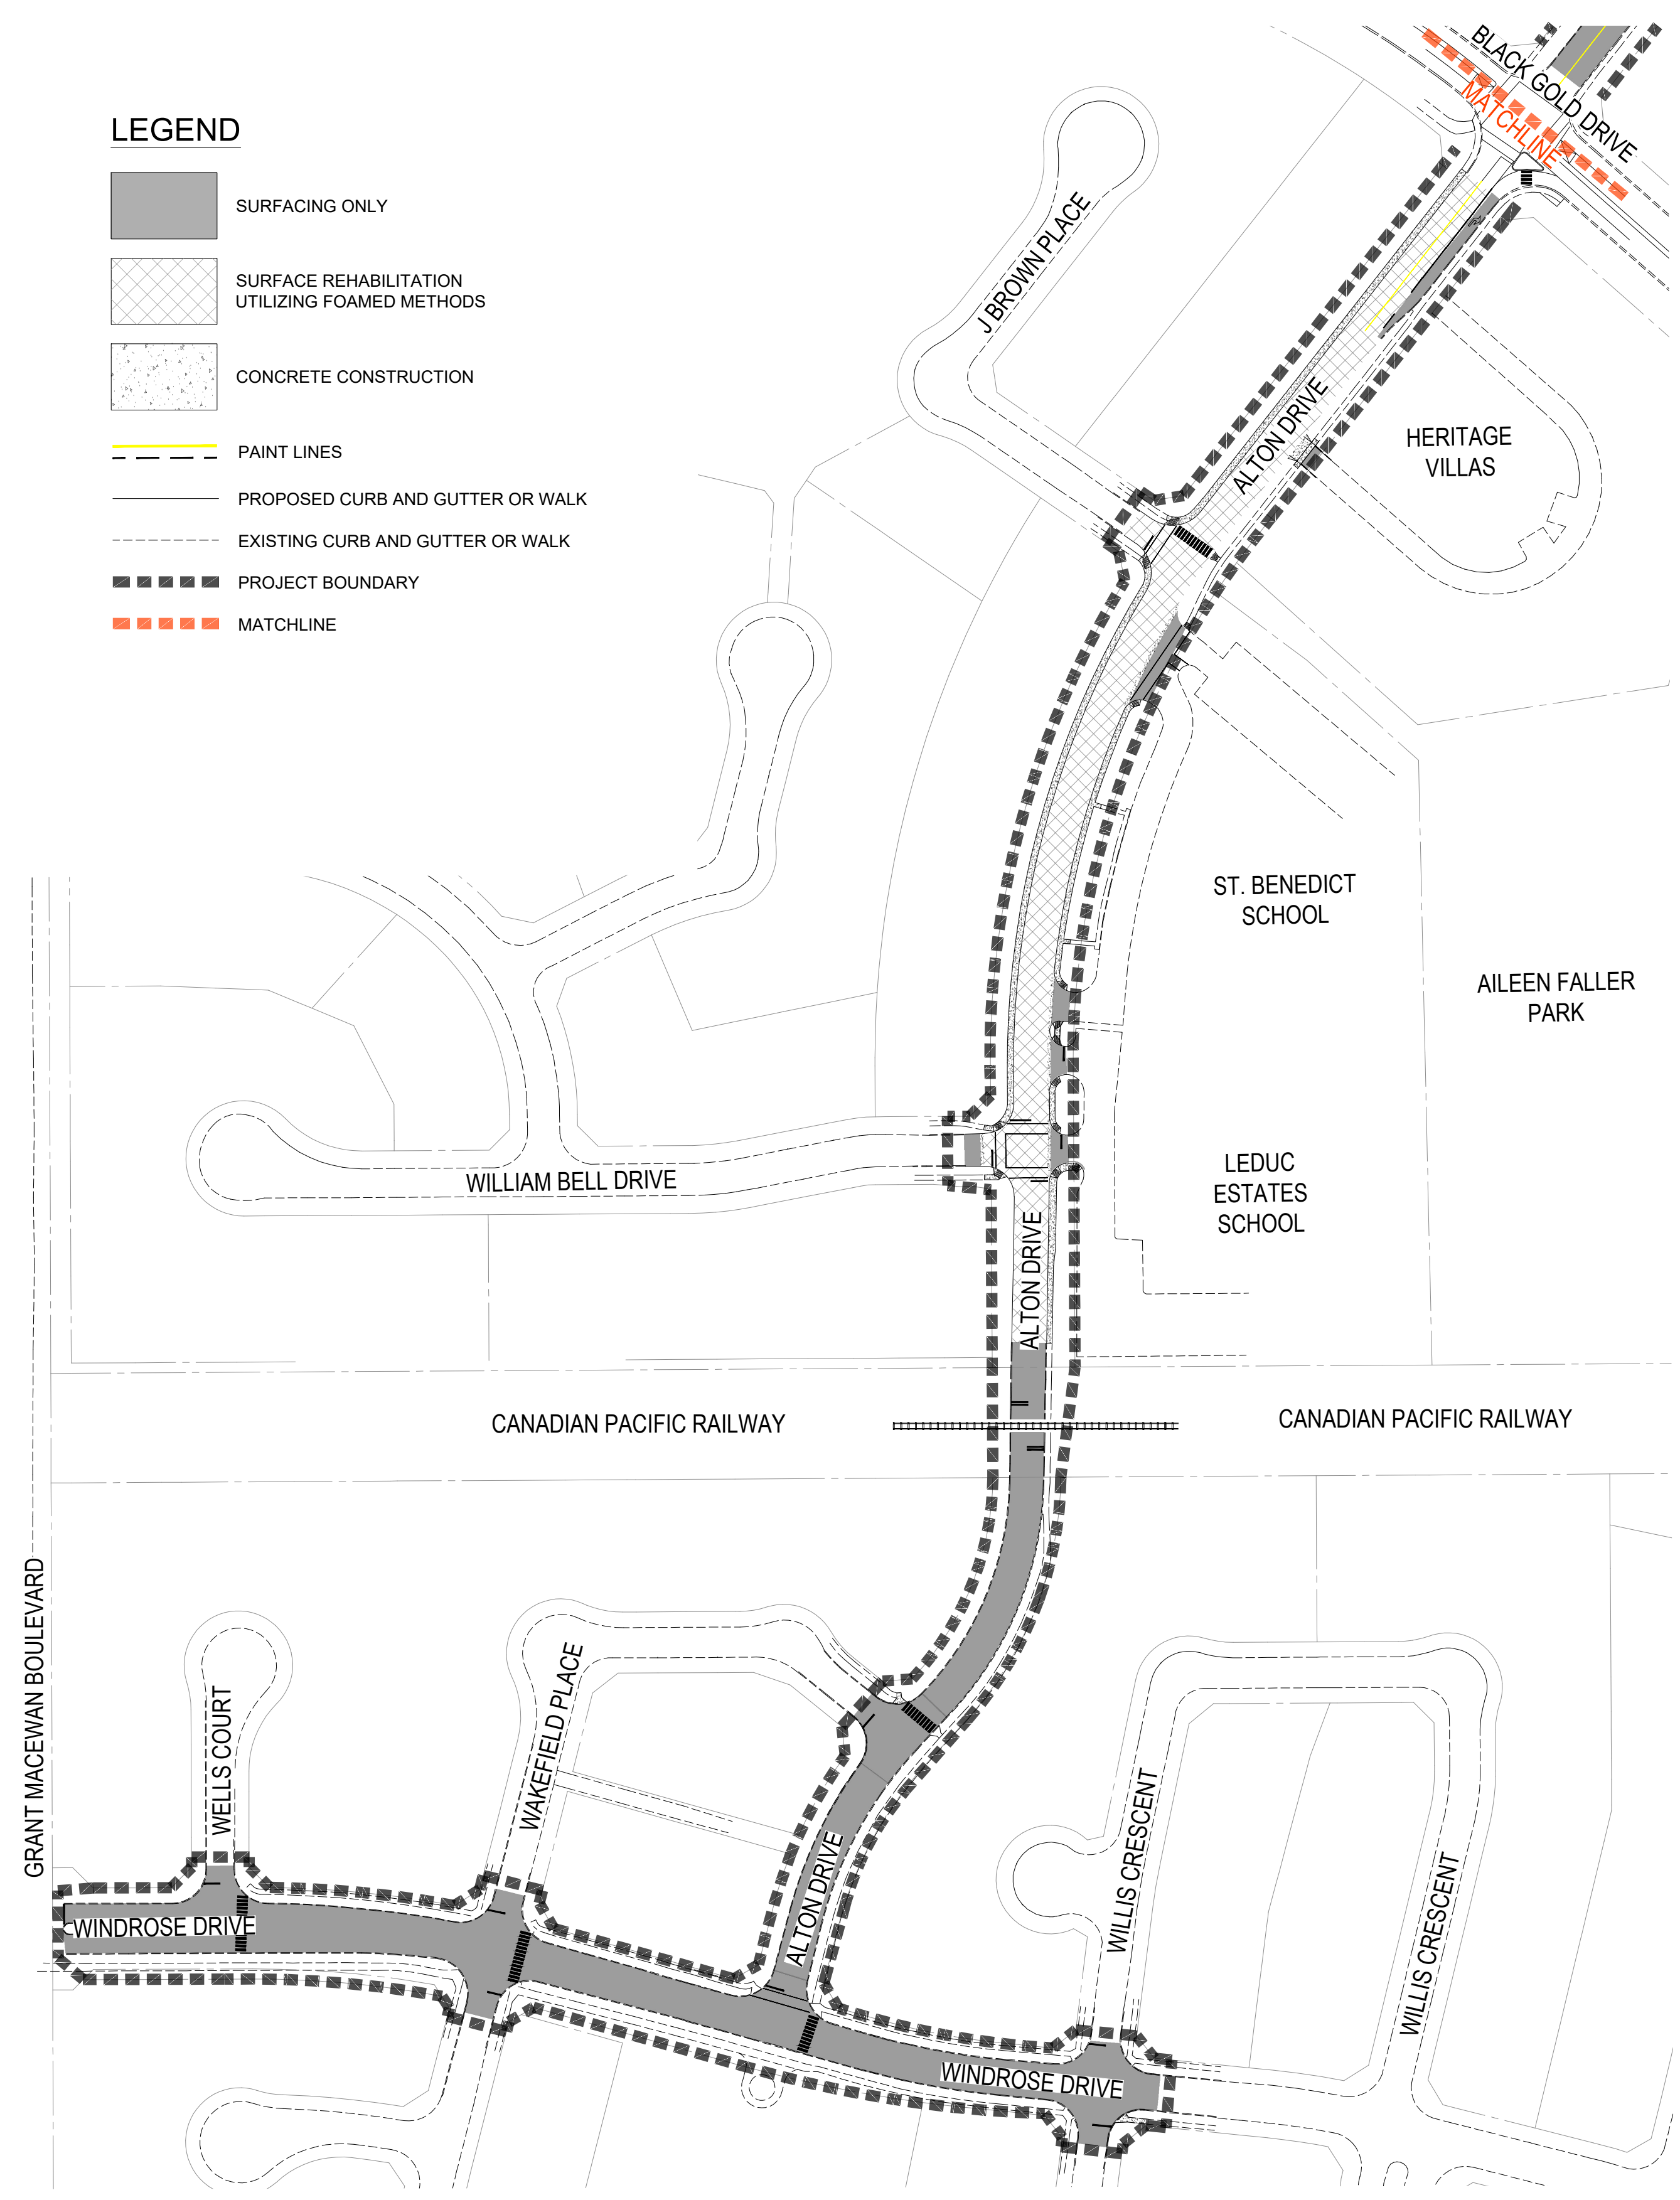 BLACK GOLD DRIVE
MATCHLINE
LEGEND
SURFACING ONLY
SURFACE REHABILITATION
UTILIZING FOAMED METHODS
CONCRETE CONSTRUCTION
PAINT LINES
PROPOSED CURB AND GUTTER OR WALK
EXISTING CURB AND GUTTER OR WALK
PROJECT BOUNDARY
MATCHLINE
J BROWN PLACE
ALTON DRIVE
HERITAGE
VILLAS
ST. BENEDICT
SCHOOL
AILEEN FALLER
PARK
WILLIAM BELL DRIVE
LEDUC
ESTATES
SCHOOL
ALTON DRIVE
CANADIAN PACIFIC RAILWAY
CANADIAN PACIFIC RAILWAY
GRANT MACEWAN BOULEVARD
WELLS COURT
WAKEFIELD PLACE
ALTON DRIVE
WILLIS CRESCENT
WILLIS CRESCENT
WINDROSE DRIVE
WINDROSE DRIVE